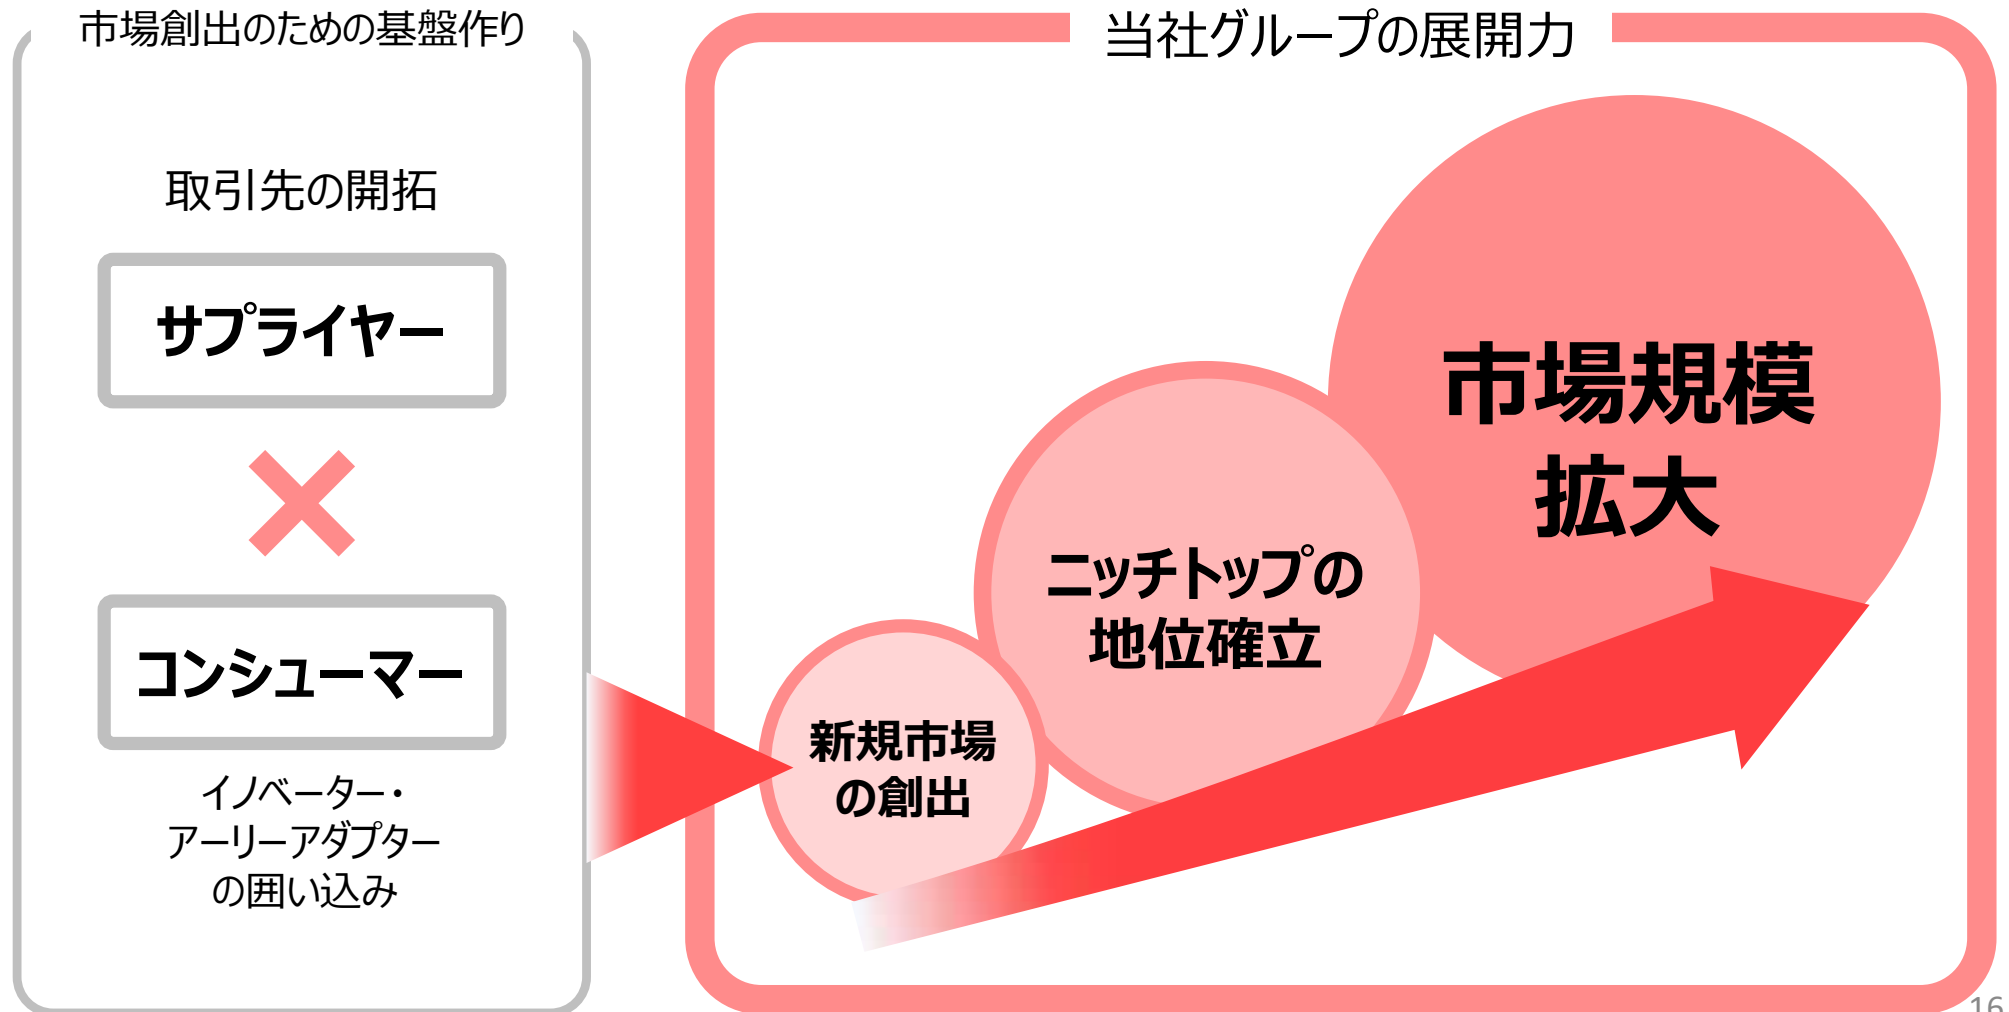 市場創出のための基盤作り
取引先の開拓
サプライヤー
コンシューマー
イノベーター・
アーリーアダプター
の囲い込み
当社グループの展開力
新規市場
の創出
ニッチトップの
地位確立
市場規模
拡大
16